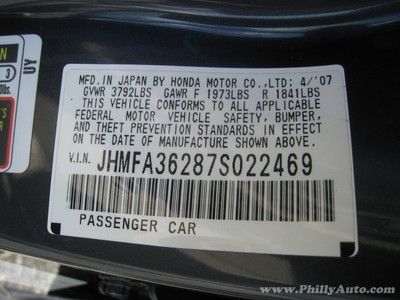 MFD. IN JAPAN BY HONDA MOTOR CO.,LTD: 4/'07
GVWR 3792LBS GAWR F 1973LBS R 1841LBS
THIS VEHICLE CONFORMS TO ALL APPLICABLE
FEDERAL MOTOR VEHICLE SAFETY, BUMPER,
AND THEFT PREVENTION STANDARDS IN EFFECT
ON THE DATE OF MANUFACTURE SHOWN ABOVE.
V.I.N. JHMFA36287S022469
PASSENGER CAR
UY
3
www.PhillyAuto.com